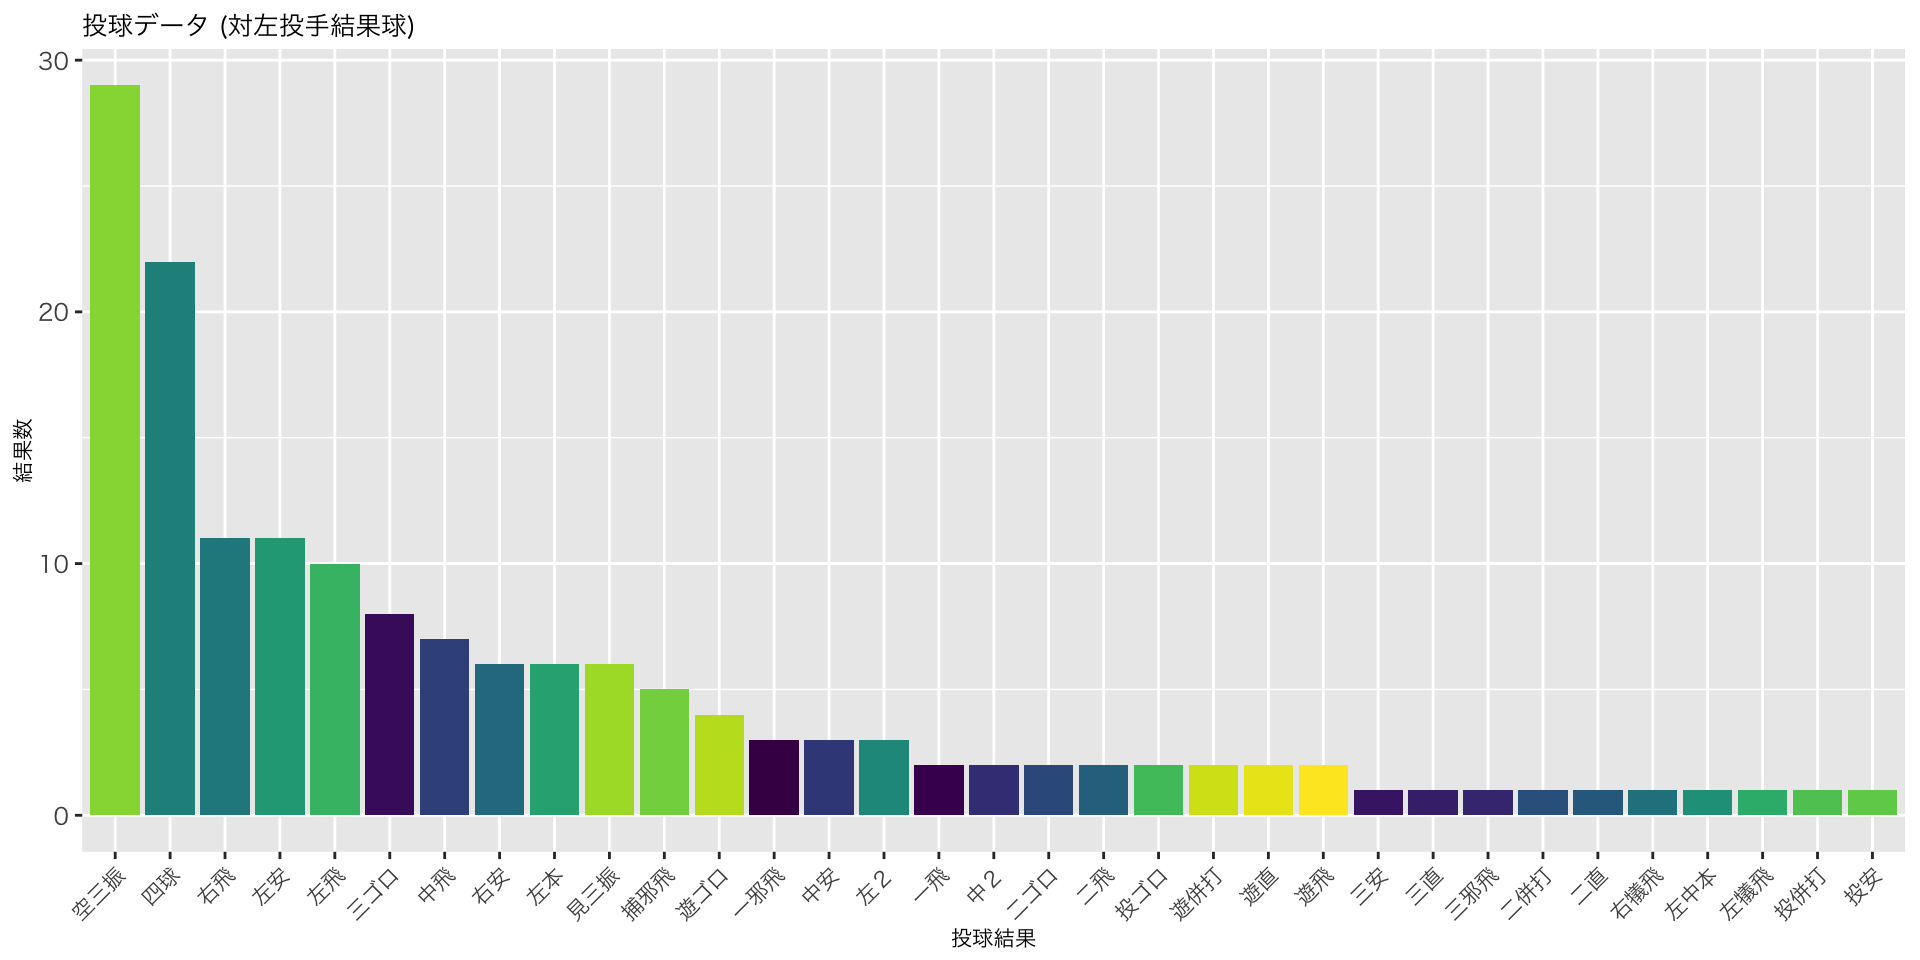 投球データ (対左投手結果球)
30
20
10
0
結果数
空三振
四球
右飛
左安
左飛
三ゴロ
中飛
右安
左本
見三振
捕邪飛
遊ゴロ
一邪飛
中安
左２
一飛
中２
二ゴロ
二飛
投ゴロ
遊併打
遊直
遊飛
三安
三直
三邪飛
二併打
二直
右犠飛
左中本
左犠飛
投併打
投安
投球結果